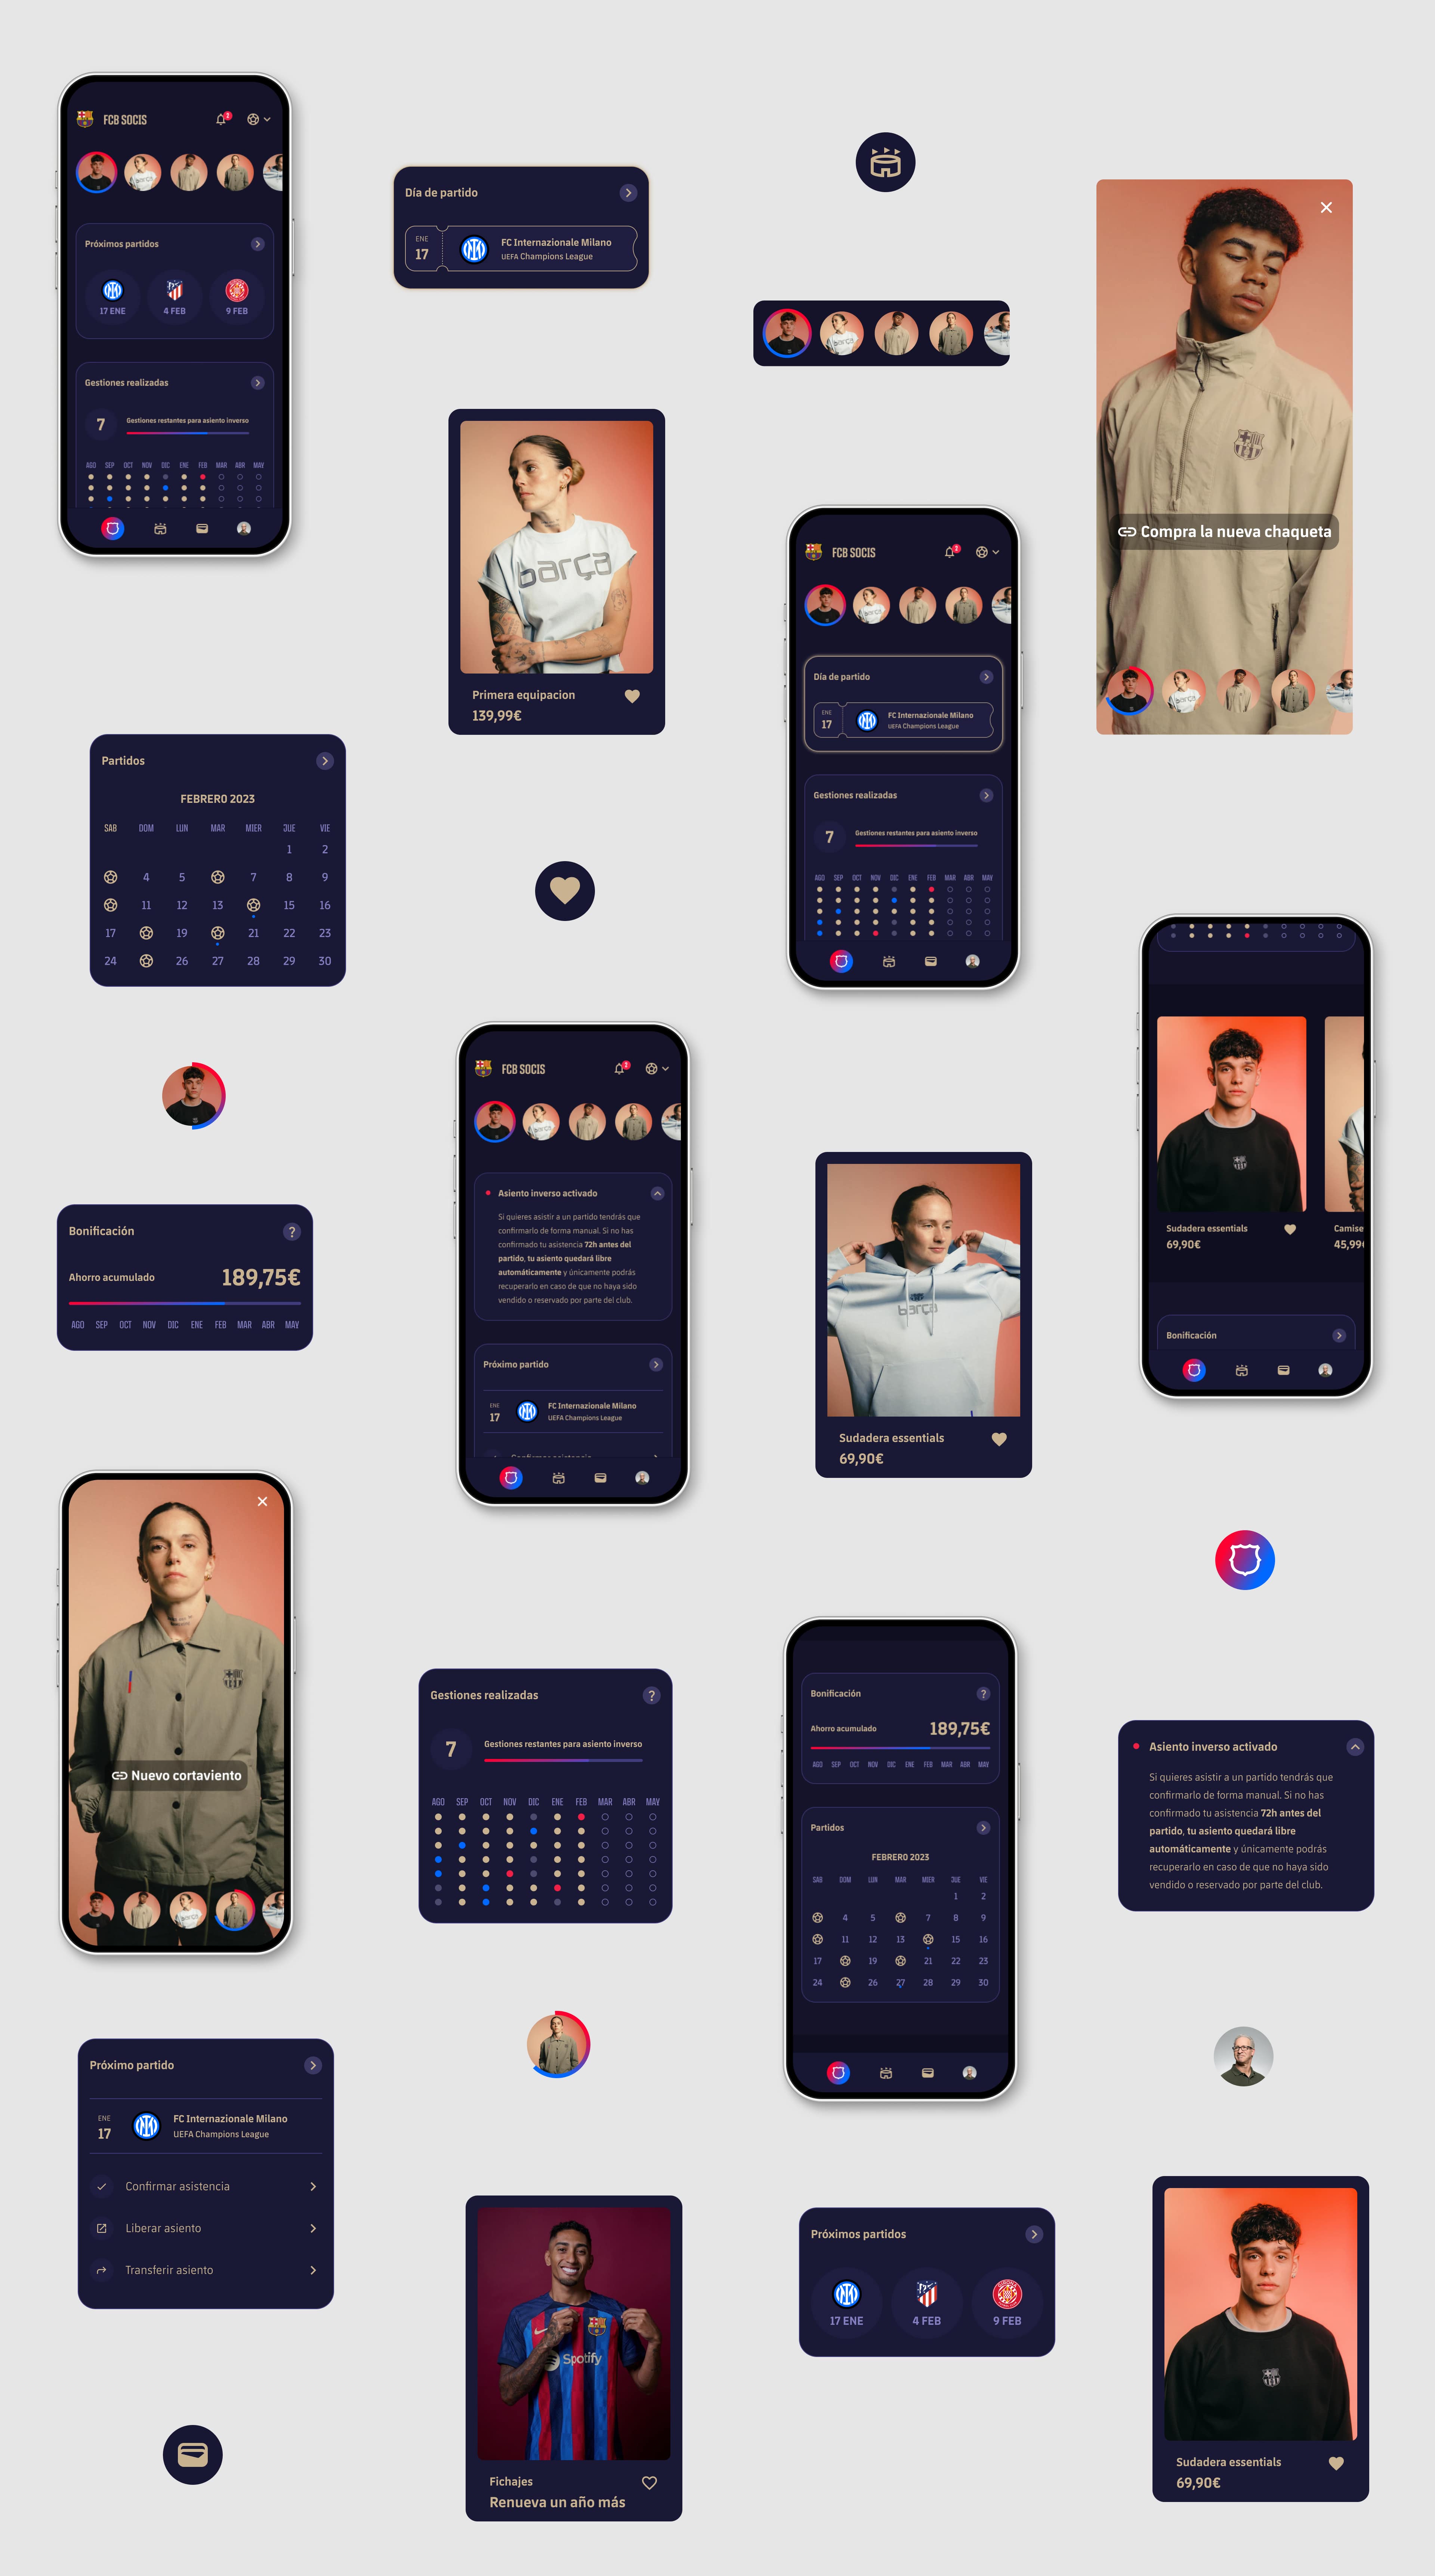 FCB SOCIS
2
Próximos partidos
17 ENE
4 FEB
9 FEB
Gestiones realizadas
7
Gestiones restantes para asiento inverso
AGO SEP OCT NOV DIC ENE FEB MAR ABR MAY
Día de partido
ENE
17
FC Internazionale Milano
UEFA Champions League
Compra la nueva chaqueta
barça
Primera equipacion
139,99€
FCB SOCIS
2
Día de partido
ENE
17
FC Internazionale Milano
UEFA Champions League
Gestiones realizadas
7
Gestiones restantes para asiento inverso
AGO SEP OCT NOV DIC ENE FEB MAR ABR MAY
Partidos
FEBRERO 2023
SAB DOM LUN MAR MIER JUE VIE
1 2
4 5 7 8 9
11 12 13 15 16
17 19 21 22 23
24 26 27 28 29 30
Sudadera essentials
69,90€
Camise
45,99€
Bonificación
FCB SOCIS
2
Asiento inverso activado
Si quieres asistir a un partido tendrás que
confirmarlo de forma manual. Si no has
confirmado tu asistencia 72h antes del
partido, tu asiento quedará libre
automáticamente y únicamente podrás
recuperarlo en caso de que no haya sido
vendido o reservado por parte del club.
Próximo partido
ENE
17
FC Internazionale Milano
UEFA Champions League
Confirmar asistencia
Bonificación
?
Ahorro acumulado
189,75€
AGO SEP OCT NOV DIC ENE FEB MAR ABR MAY
barça
Sudadera essentials
69,90€
Nuevo cortaviento
Gestiones realizadas
?
7
Gestiones restantes para asiento inverso
AGO SEP OCT NOV DIC ENE FEB MAR ABR MAY
Bonificación
?
Ahorro acumulado
189,75€
AGO SEP OCT NOV DIC ENE FEB MAR ABR MAY
Partidos
FEBRERO 2023
SAB DOM LUN MAR MIER JUE VIE
1 2
4 5 7 8 9
11 12 13 15 16
17 19 21 22 23
24 26 27 28 29 30
Asiento inverso activado
Si quieres asistir a un partido tendrás que
confirmarlo de forma manual. Si no has
confirmado tu asistencia 72h antes del
partido, tu asiento quedará libre
automáticamente y únicamente podrás
recuperarlo en caso de que no haya sido
vendido o reservado por parte del club.
Próximo partido
ENE
17
FC Internazionale Milano
UEFA Champions League
Confirmar asistencia
Liberar asiento
Transferir asiento
Spotify
Fichajes
Renueva un año más
Próximos partidos
17 ENE
4 FEB
9 FEB
Sudadera essentials
69,90€